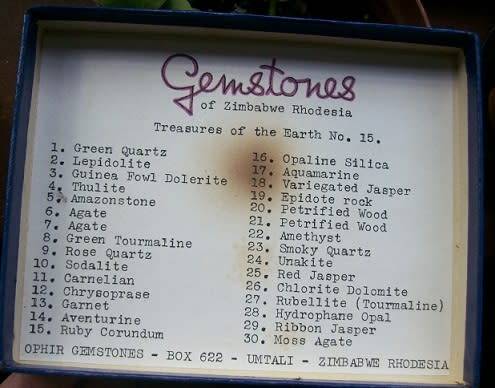 Gemstones
of Zimbabwe Rhodesia
Treasures of the Earth No. 15.
1. Green Quartz
2. Lepidolite
3. Guinea Fowl Dolerite
4. Thulite
5. Amazonstone
6. Agate
7. Agate
8. Green Tourmaline
9. Rose Quartz
10. Sodalite
11. Carnelian
12. Chrysoprase
13. Garnet
14. Aventurine
15. Ruby Corundum
16. Opaline Silica
17. Aquamarine
18. Variegated Jasper
19. Epidote rock
20. Petrified Wood
21. Petrified Wood
22. Amethyst
23. Smoky Quartz
24. Unakite
25. Red Jasper
26. Chlorite Dolomite
27. Rubellite (Tourmaline)
28. Hydrophane Opal
29. Ribbon Jasper
30. Moss Agate
OPHIR GEMSTONES - BOX 622 - UMTALI - ZIMBABWE RHODESIA